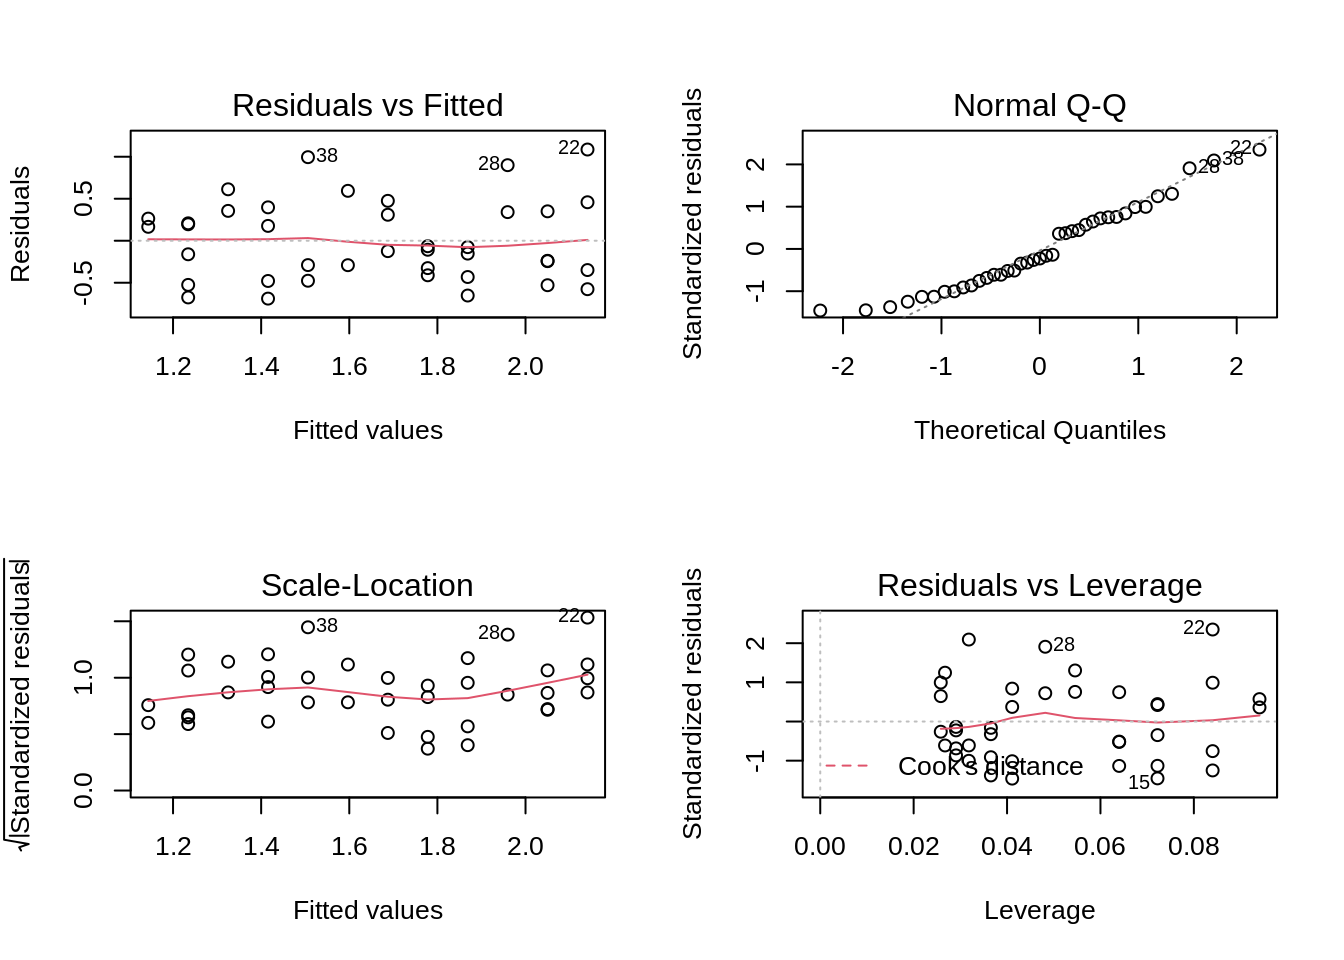 Residuals vs Fitted
Residuals
0.5
-0.5
38
28
22
1.2 1.4 1.6 1.8 2.0
Fitted values
Normal Q-Q
Standardized residuals
2
1
0
-1
28
38
22
-2 -1 0 1 2
Theoretical Quantiles
Scale-Location
√|Standardized residuals|
1.0
0.0
38
28
22
1.2 1.4 1.6 1.8 2.0
Fitted values
Residuals vs Leverage
Standardized residuals
2
1
-1
28
22
15
Cook's distance
0.00 0.02 0.04 0.06 0.08
Leverage